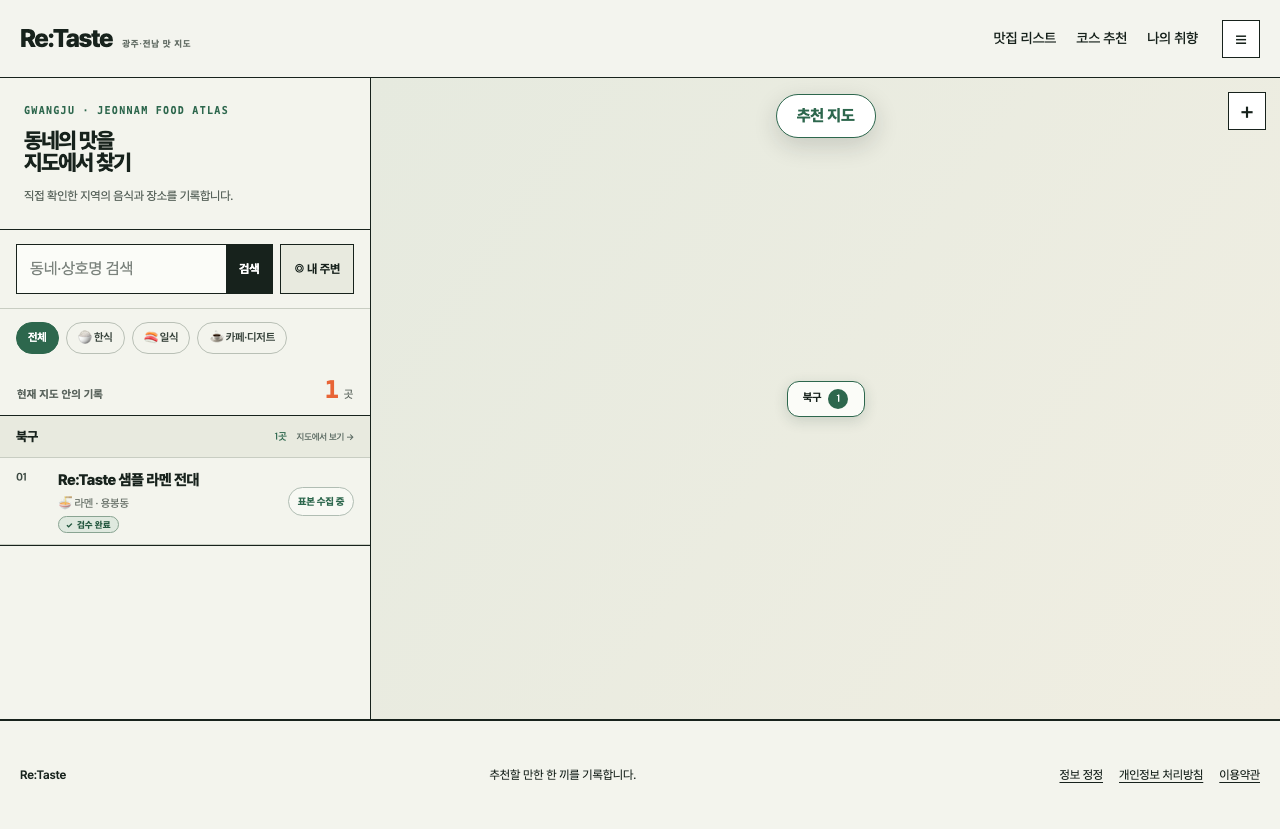 Re:Taste 광주·전남 맛 지도
맛집 리스트 코스 추천 나의 취향 ≡
GWANGJU · JEONNAM FOOD ATLAS
동네의 맛을
지도에서 찾기
직접 확인한 지역의 음식과 장소를 기록합니다.
동네·상호명 검색 검색 ◎ 내 주변
전체 🍚 한식 🍣 일식 ☕ 카페·디저트
현재 지도 안의 기록 1 곳
북구 1곳 지도에서 보기 →
01 Re:Taste 샘플 라멘 전대
🍜 라멘 · 용봉동
표본 수집 중
✓ 검수 완료
추천 지도
+
북구 1
Re:Taste 추천할 만한 한 끼를 기록합니다. 정보 정정 개인정보 처리방침 이용약관